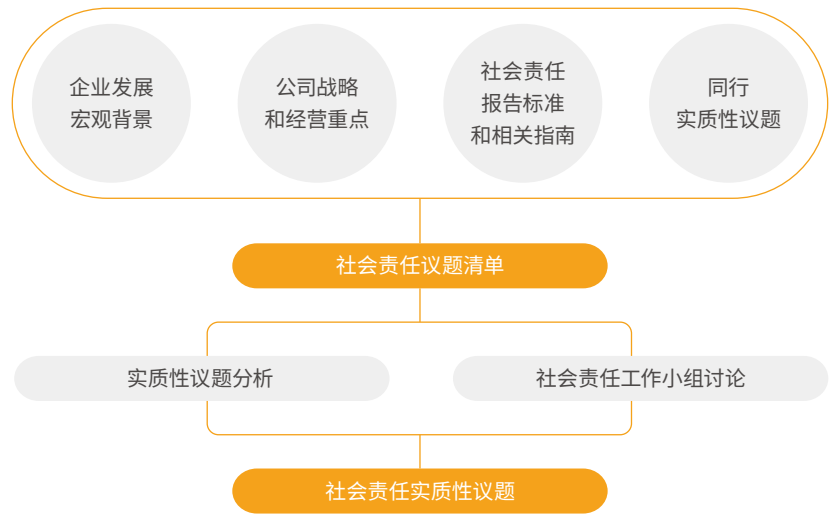 企业发展
宏观背景
公司战略
和经营重点
社会责任
报告标准
和相关指南
同行
实质性议题
社会责任议题清单
实质性议题分析
社会责任工作小组讨论
社会责任实质性议题